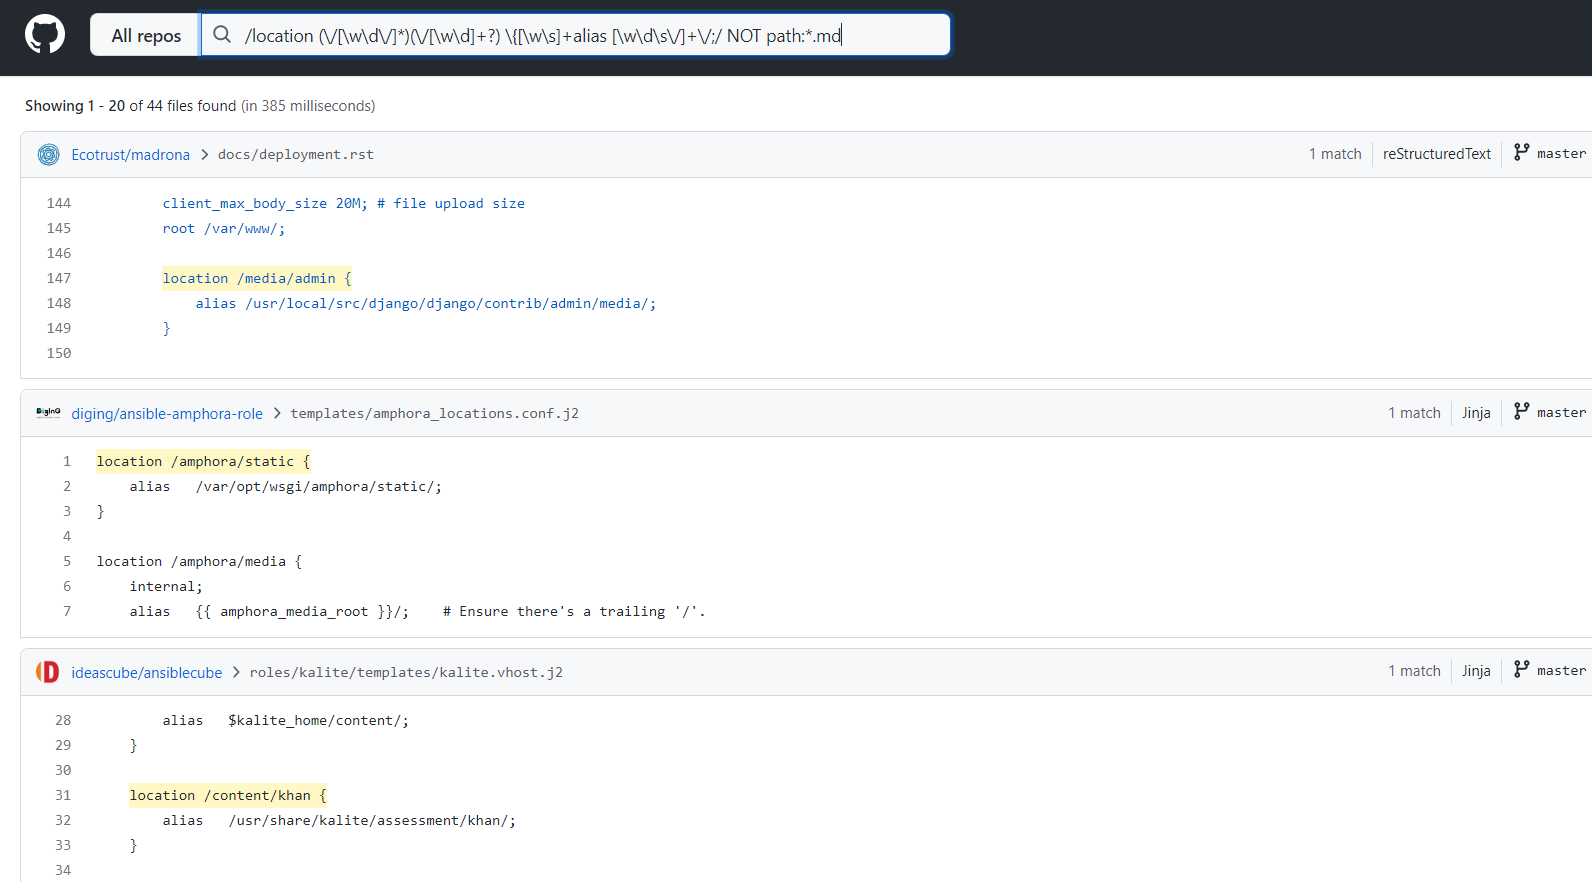 All repos /location (\/[\w\d\/]*)(\/[\w\d]+?) \{[\w\s]+alias [\w\d\s\/]+\/;/ NOT path:*.md
Showing 1 - 20 of 44 files found (in 385 milliseconds)
Ecotrust/madrona > docs/deployment.rst 1 match reStructuredText master
144 client_max_body_size 20M; # file upload size
145 root /var/www/;
146
147 location /media/admin {
148 alias /usr/local/src/django/django/contrib/admin/media/;
149 }
150
DigInG diging/ansible-amphora-role > templates/amphora_locations.conf.j2 1 match Jinja master
1 location /amphora/static {
2 alias /var/opt/wsgi/amphora/static/;
3 }
4
5 location /amphora/media {
6 internal;
7 alias {{ amphora_media_root }}/; # Ensure there's a trailing '/'.
ideascube/ansiblecube > roles/kalite/templates/kalite.vhost.j2 1 match Jinja master
28 alias $kalite_home/content/;
29 }
30
31 location /content/khan {
32 alias /usr/share/kalite/assessment/khan/;
33 }
34